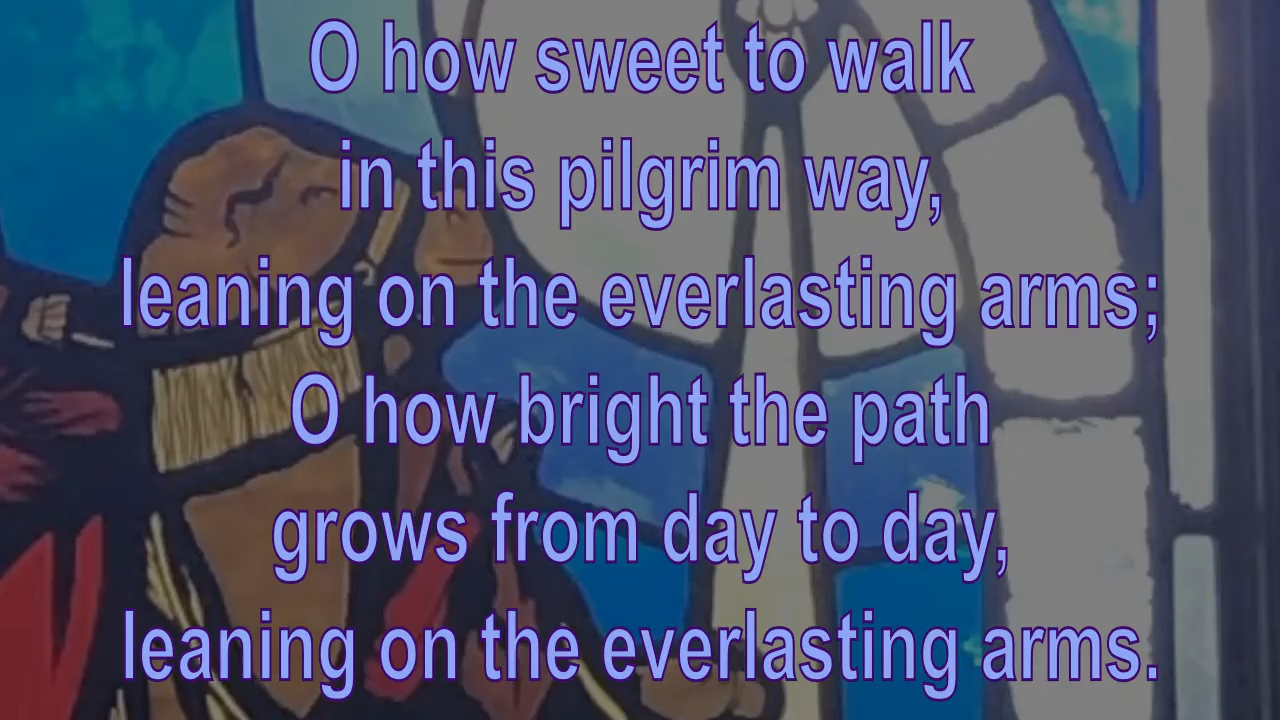 O how sweet to walk
in this pilgrim way,
leaning on the everlasting arms;
O how bright the path
grows from day to day,
leaning on the everlasting arms.